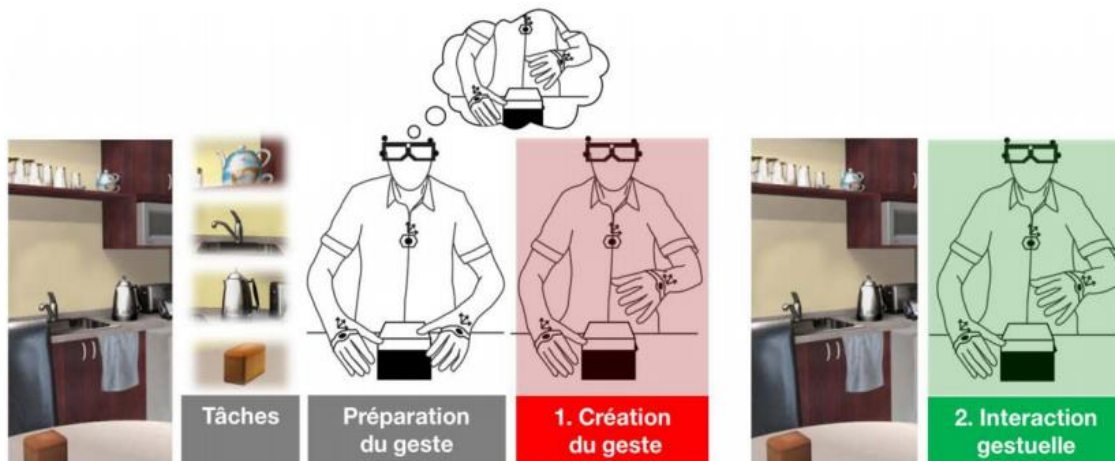 Tâches
Préparation
du geste
1. Création
du geste
2. Interaction
gestuelle